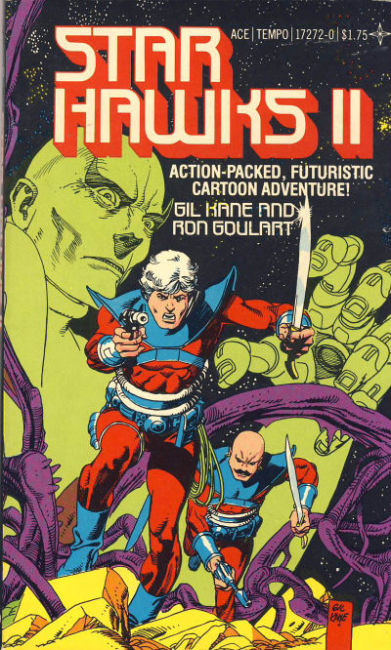 ACE | TEMPO | 17272-0 | $1.75
STAR
HAWKS II
ACTION-PACKED, FUTURISTIC
CARTOON ADVENTURE!
GIL KANE AND
RON GOULART
GIL
KANE